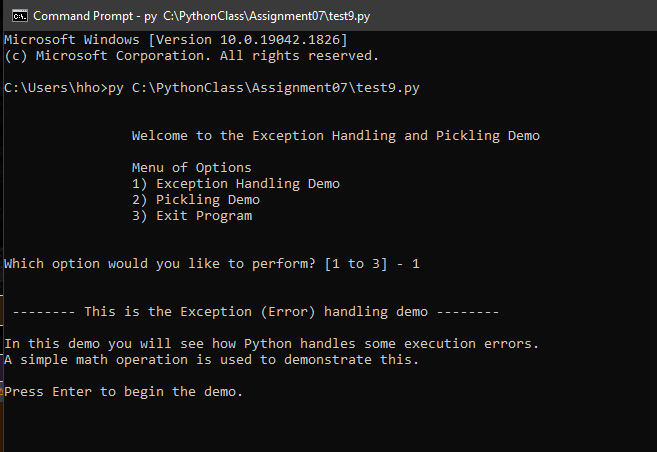 Command Prompt - py C:\PythonClass\Assignment07\test9.py
Microsoft Windows [Version 10.0.19042.1826]
(c) Microsoft Corporation. All rights reserved.
C:\Users\hho>py C:\PythonClass\Assignment07\test9.py
Welcome to the Exception Handling and Pickling Demo
Menu of Options
1) Exception Handling Demo
2) Pickling Demo
3) Exit Program
Which option would you like to perform? [1 to 3] - 1
-------- This is the Exception (Error) handling demo --------
In this demo you will see how Python handles some execution errors.
A simple math operation is used to demonstrate this.
Press Enter to begin the demo.